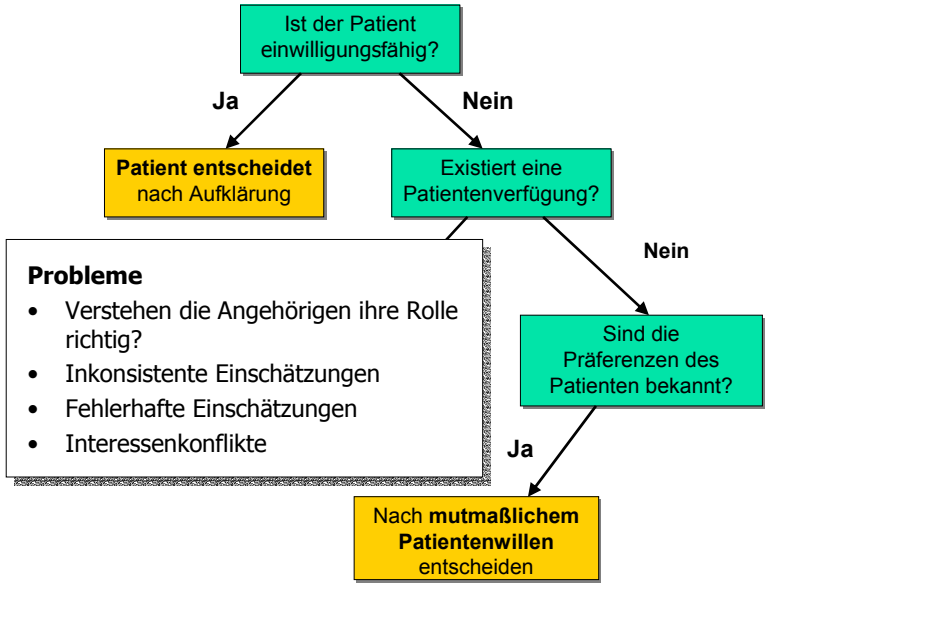 Ist der Patient
einwilligungsfähig?
Ja
Nein
Patient entscheidet
nach Aufklärung
Existiert eine
Patientenverfügung?
Nein
Probleme
• Verstehen die Angehörigen ihre Rolle
richtig?
• Inkonsistente Einschätzungen
• Fehlerhafte Einschätzungen
• Interessenkonflikte
Sind die
Präferenzen des
Patienten bekannt?
Ja
Nach mutmaßlichem
Patientenwillen
entscheiden